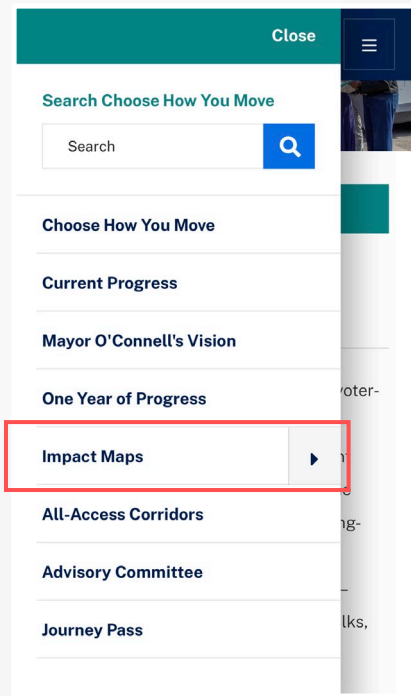 Close
Search Choose How You Move
Search
Choose How You Move
Current Progress
Mayor O'Connell's Vision
One Year of Progress
voter-
Impact Maps
All-Access Corridors
ng-
Advisory Committee
Journey Pass
lks,